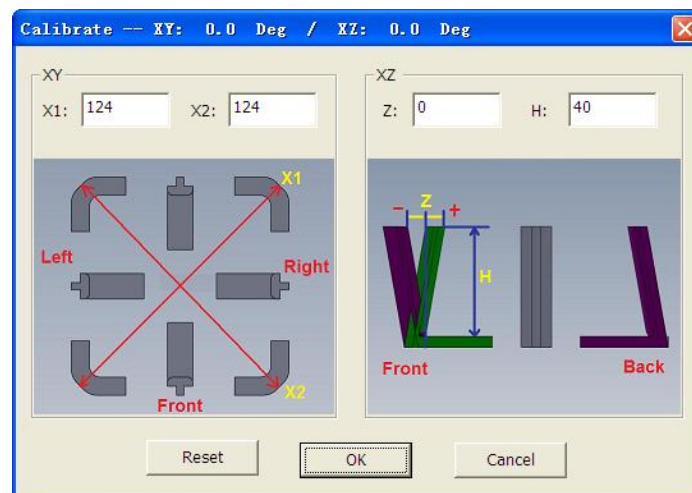 Calibrate -- XY: 0.0 Deg / XZ: 0.0 Deg
XY
X1: 124 X2: 124
X1
Left
Right
X2
Front
XZ
Z: 0 H: 40
- Z +
H
Front Back
Reset OK Cancel